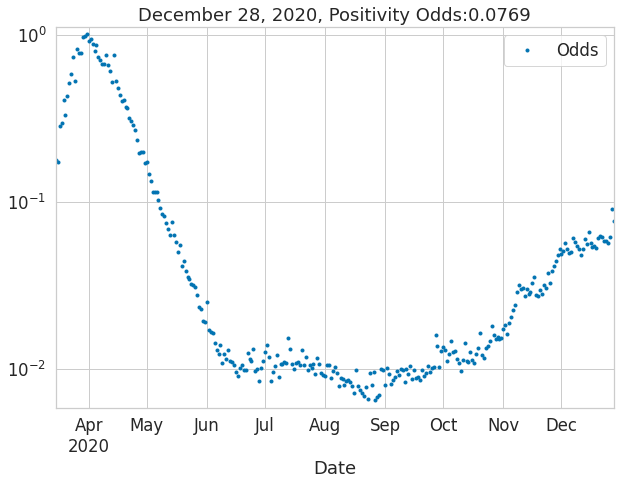 December 28, 2020, Positivity Odds:0.0769
Odds
10⁰
10⁻¹
10⁻²
Apr May Jun Jul Aug Sep Oct Nov Dec
2020
Date